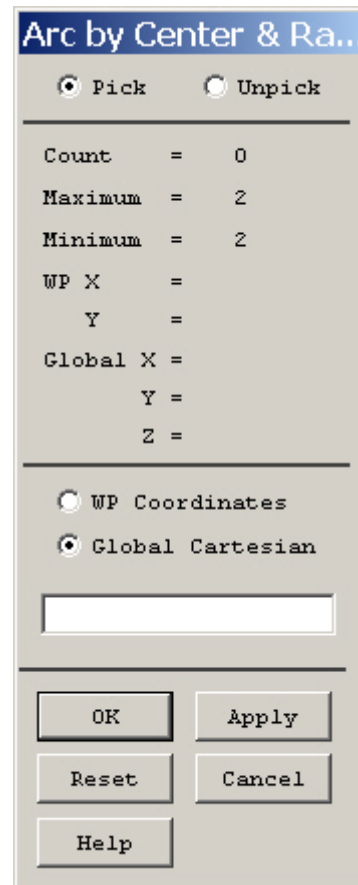 Arc by Center & Ra..
Pick Unpick
Count = 0
Maximum = 2
Minimum = 2
WP X =
Y =
Global X =
Y =
Z =
WP Coordinates
Global Cartesian
OK Apply
Reset Cancel
Help